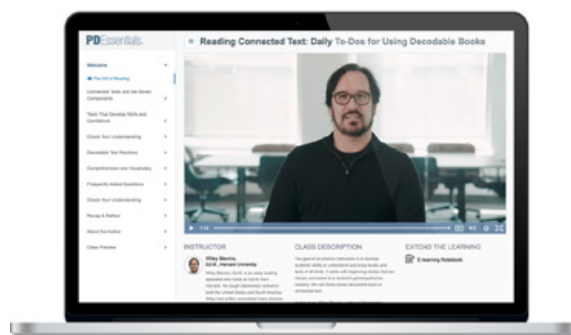 PDEssentials.
Reading Connected Text: Daily To-Dos for Using Decodable Books
Welcome
The Gift of Reading
Connected Texts and the Seven
Components
Texts That Develop Skills and
Confidence
Check Your Understanding
Decodable Text Routines
Comprehension and Vocabulary
Frequently Asked Questions
Check Your Understanding
Recap & Reflect
About the Author
Class Preview
INSTRUCTOR
Wiley Blevins,
Ed.M., Harvard University
CLASS DESCRIPTION
EXTEND THE LEARNING
E-learning Notebook